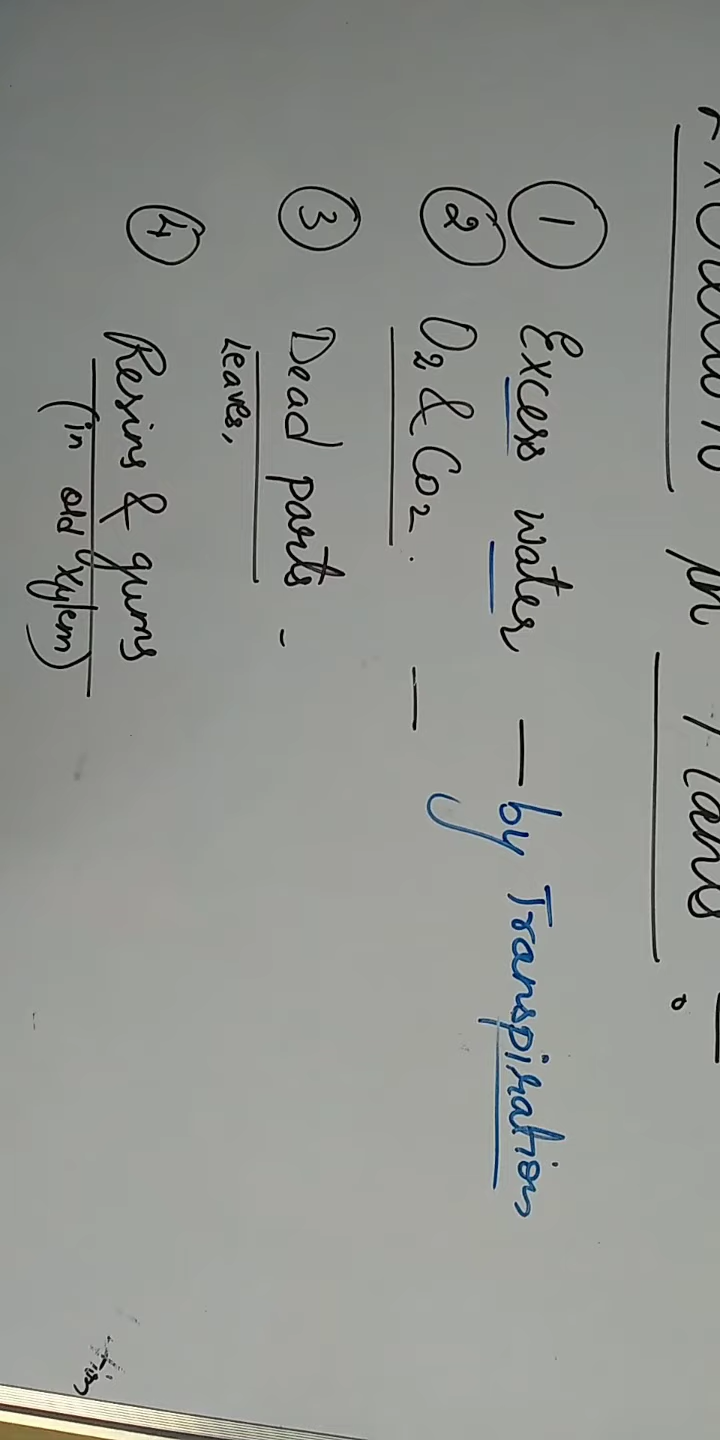 Excretion in Plants -
① Excess water — by Transpiration
② O2 & Co2. —
③ Dead parts -
Leaves,
④ Resins & gums
(in old xylem)